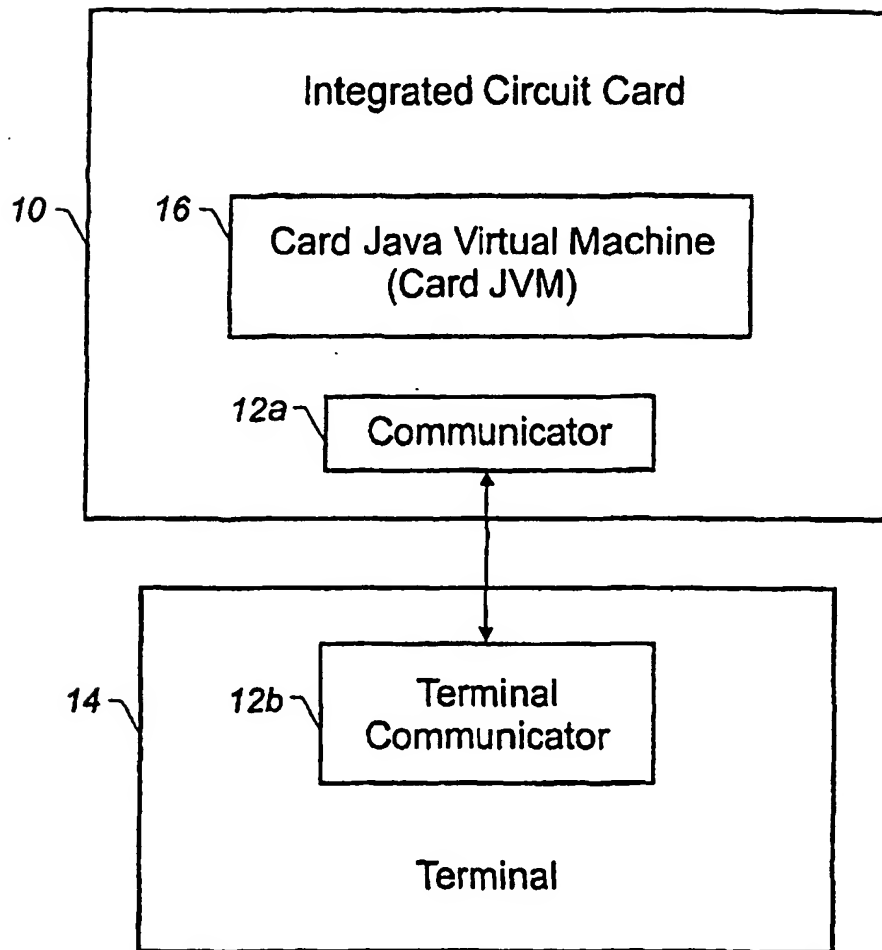 Integrated Circuit Card
10
16
Card Java Virtual Machine
(Card JVM)
12a
Communicator
14
12b
Terminal
Communicator
Terminal